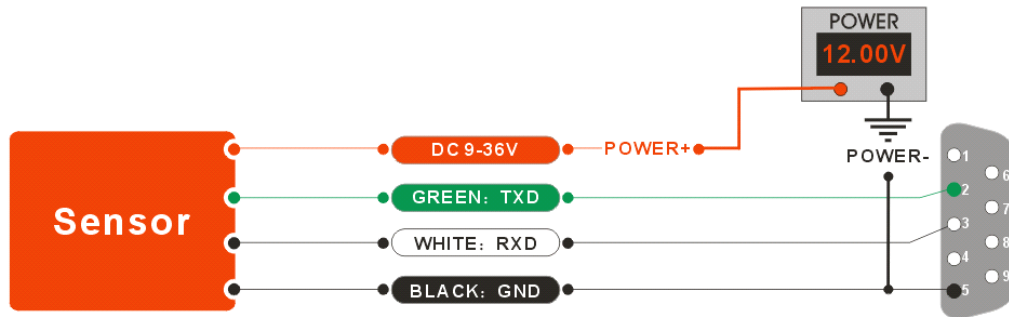 POWER
12.00V
DC 9-36V
POWER+
POWER-
1
6
GREEN: TXD
2
7
Sensor
WHITE: RXD
3
8
4
9
BLACK: GND
5